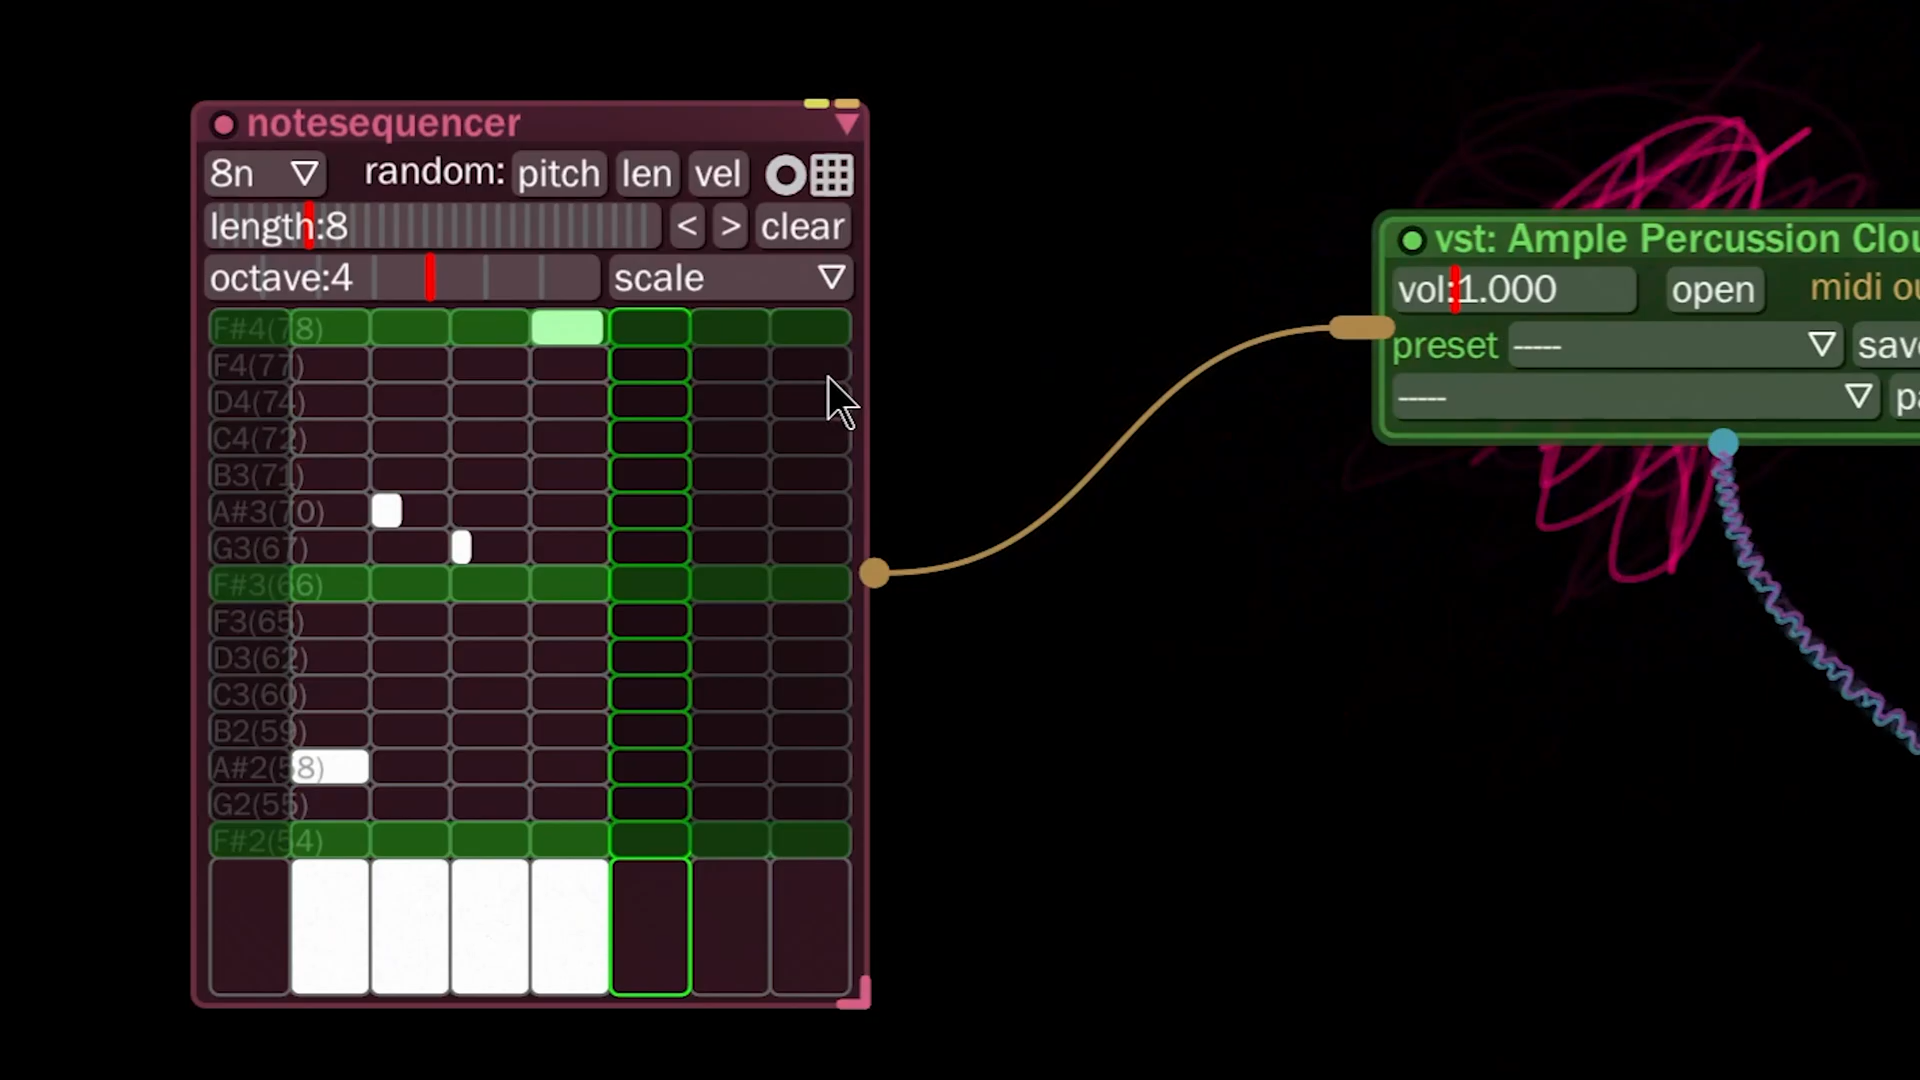 notesequencer
8n random: pitch len vel
length:8 < > clear
octave:4 scale
F#4(78)
F4(77)
D4(74)
C4(72)
B3(71)
A#3(70)
G3(67)
F#3(66)
F3(65)
D3(62)
C3(60)
B2(59)
A#2(58)
G2(55)
F#2(54)
vst: Ample Percussion Clou
vol:1.000 open midi ou
preset ----- save
----- pa